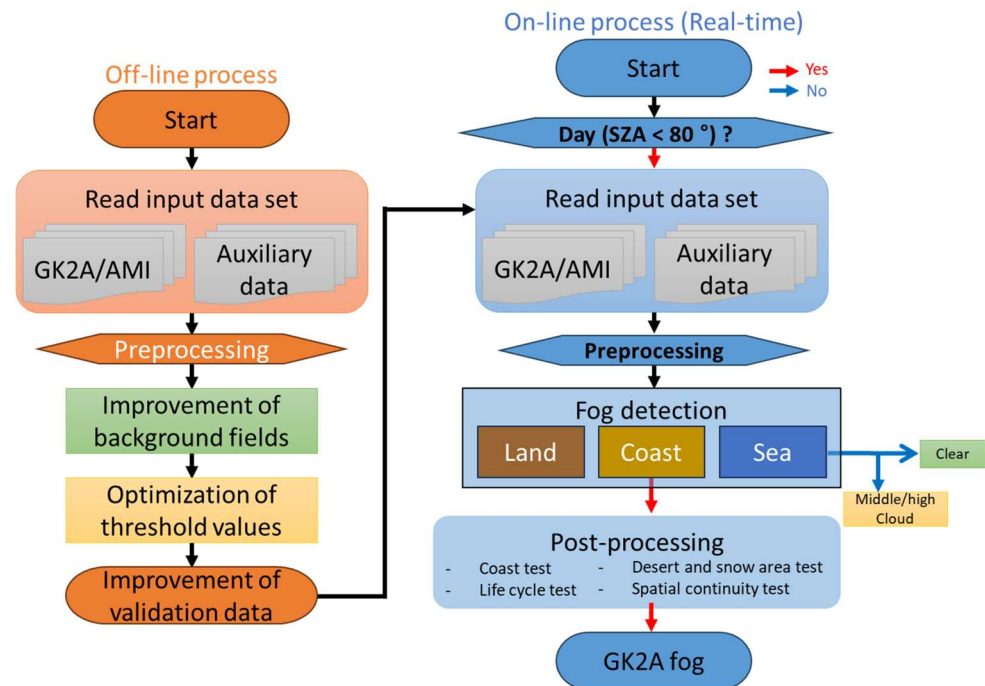 Off-line process
Start
Read input data set
GK2A/AMI
Auxiliary
data
Preprocessing
Improvement of
background fields
Optimization of
threshold values
Improvement of
validation data
On-line process (Real-time)
Start
Yes
No
Day (SZA < 80 °) ?
Read input data set
GK2A/AMI
Auxiliary
data
Preprocessing
Fog detection
Land
Coast
Sea
Clear
Middle/high
Cloud
Post-processing
- Coast test
- Desert and snow area test
- Life cycle test
- Spatial continuity test
GK2A fog